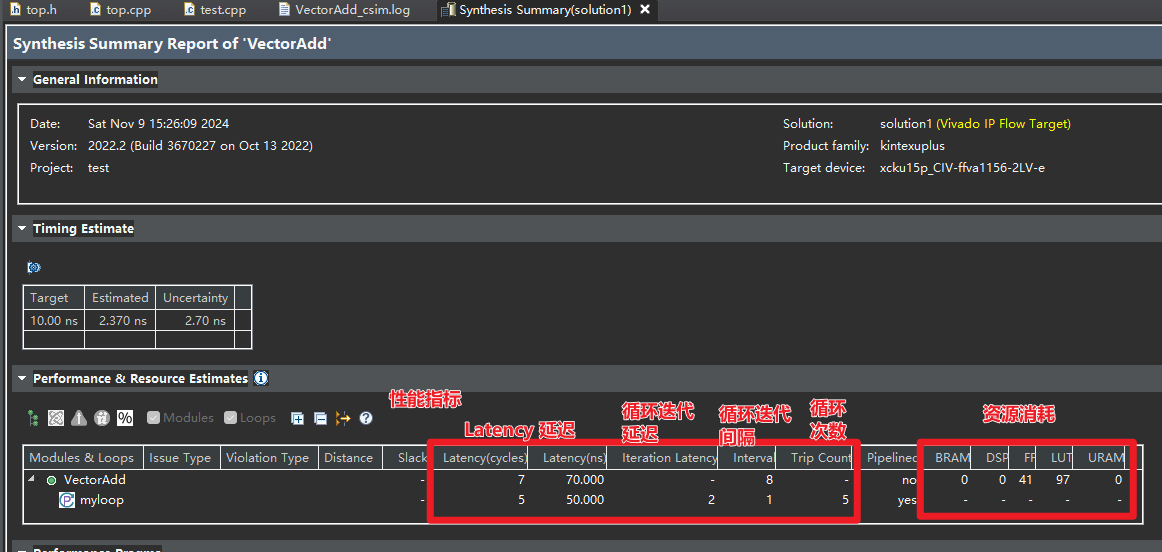 top.h
top.cpp
test.cpp
VectorAdd_csim.log
Synthesis Summary(solution1)
Synthesis Summary Report of 'VectorAdd'
General Information
Date: Sat Nov 9 15:26:09 2024
Version: 2022.2 (Build 3670227 on Oct 13 2022)
Project: test
Solution: solution1 (Vivado IP Flow Target)
Product family: kintexuplus
Target device: xcku15p_CIV-ffva1156-2LV-e
Timing Estimate
Target Estimated Uncertainty
10.00 ns 2.370 ns 2.70 ns
Performance & Resource Estimates
% Modules Loops
性能指标
Latency 延迟
循环迭代
延迟
循环迭代
间隔
循环
次数
资源消耗
Modules & Loops Issue Type Violation Type Distance Slack Latency(cycles) Latency(ns) Iteration Latency Interval Trip Count Pipelined BRAM DSP FF LUT URAM
VectorAdd - 7 70.000 - 8 - no 0 0 41 97 0
myloop - 5 50.000 2 1 5 yes - - - - -